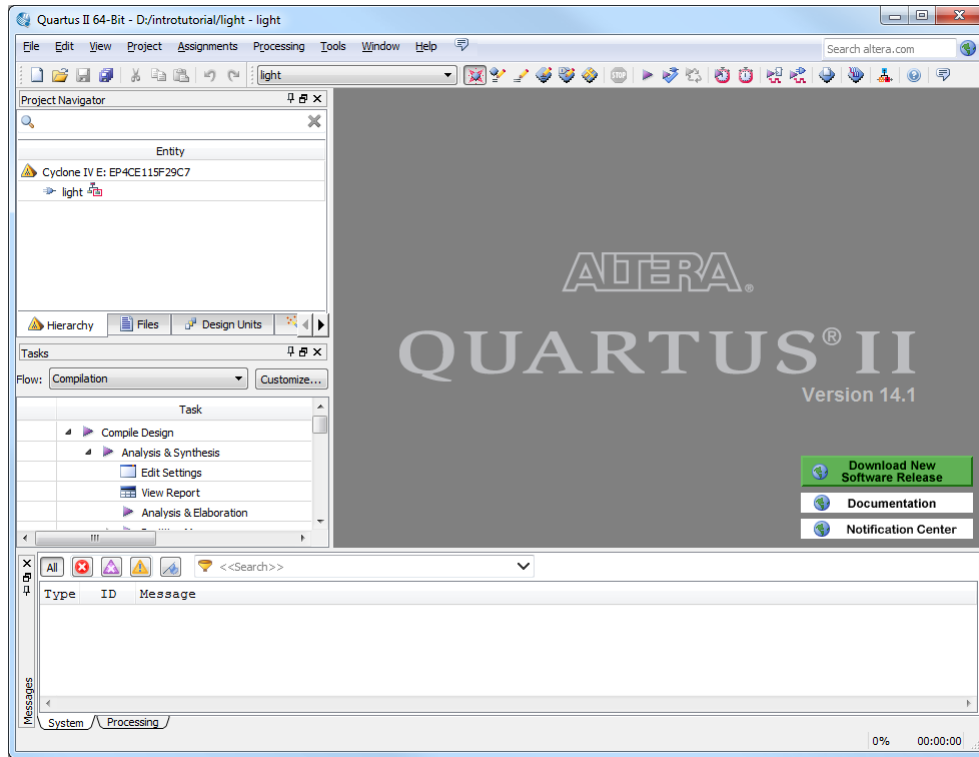 Quartus II 64-Bit - D:/introtutorial/light - light
File Edit View Project Assignments Processing Tools Window Help
Search altera.com
light
Project Navigator
Entity
Cyclone IV E: EP4CE115F29C7
light
Hierarchy Files Design Units
Tasks
Flow: Compilation Customize...
Task
Compile Design
Analysis & Synthesis
Edit Settings
View Report
Analysis & Elaboration
ALTERA.®
QUARTUS® II
Version 14.1
Download New
Software Release
Documentation
Notification Center
All <<Search>>
Type ID Message
Messages
System Processing
0% 00:00:00